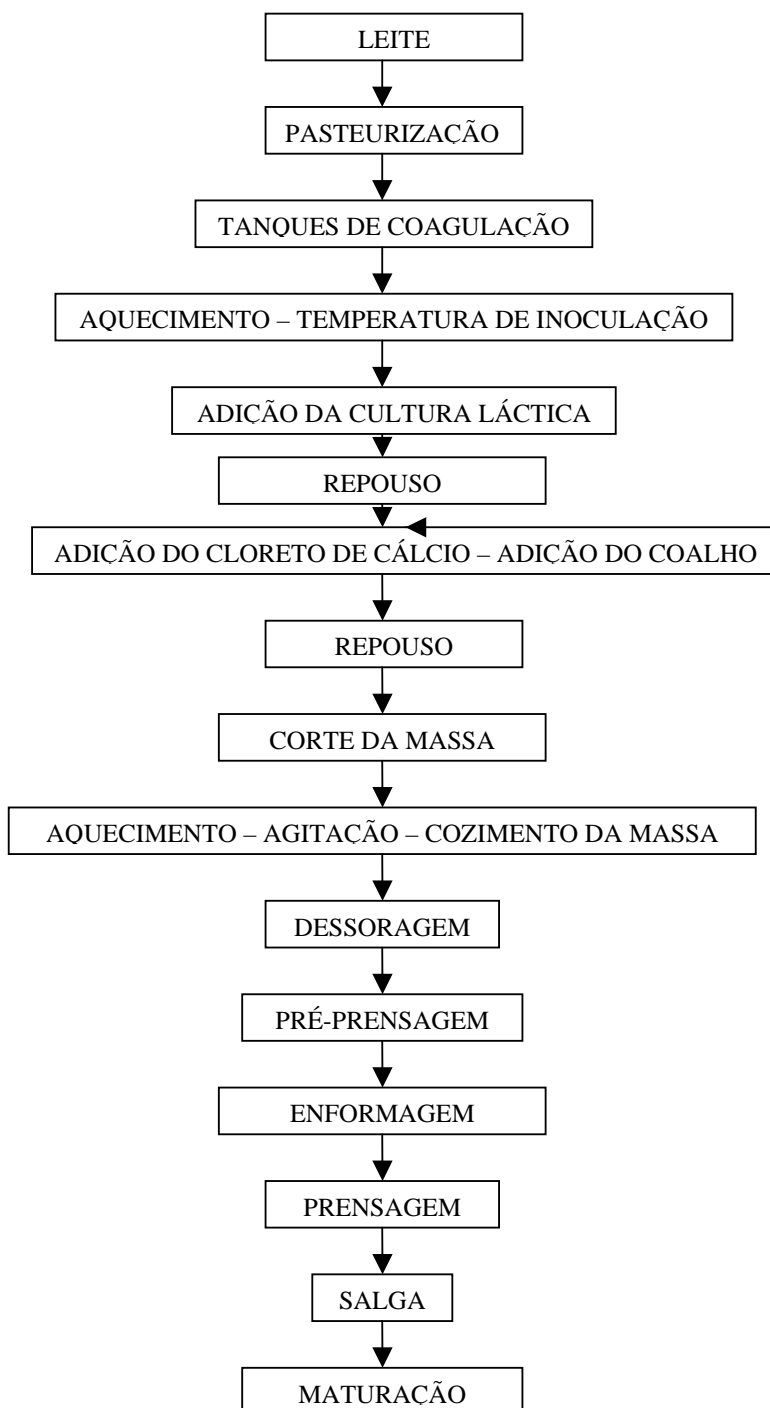 LEITE
PASTEURIZAÇÃO
TANQUES DE COAGULAÇÃO
AQUECIMENTO – TEMPERATURA DE INOCULAÇÃO
ADIÇÃO DA CULTURA LÁCTICA
REPOUSO
ADIÇÃO DO CLORETO DE CÁLCIO – ADIÇÃO DO COALHO
REPOUSO
CORTE DA MASSA
AQUECIMENTO – AGITAÇÃO – COZIMENTO DA MASSA
DESSORAGEM
PRÉ-PRENSAGEM
ENFORMAGEM
PRENSAGEM
SALGA
MATURAÇÃO